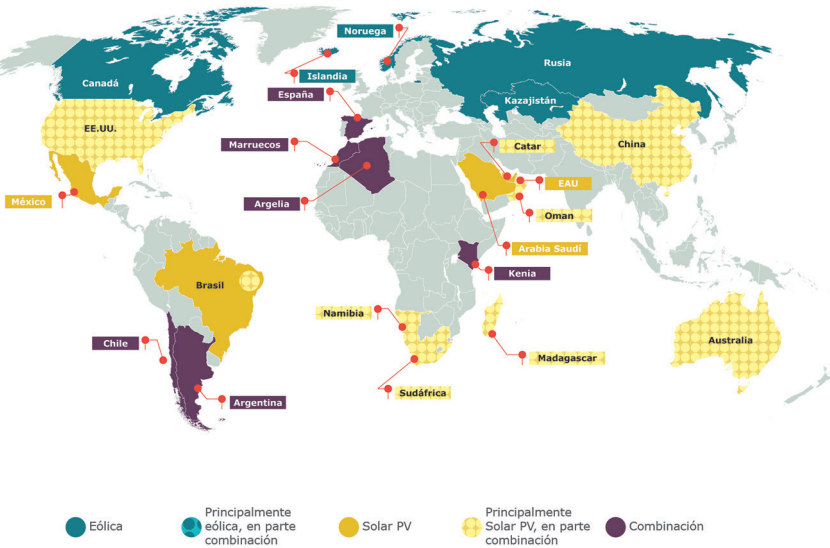 Noruega
Islandia
Rusia
Canadá
España
Kazajistán
EE.UU.
Marruecos
Catar
China
México
Argelia
EAU
Oman
Arabia Saudí
Kenia
Brasil
Namibia
Chile
Australia
Madagascar
Sudáfrica
Argentina
Eólica
Principalmente
eólica, en parte
combinación
Solar PV
Principalmente
Solar PV, en parte
combinación
Combinación